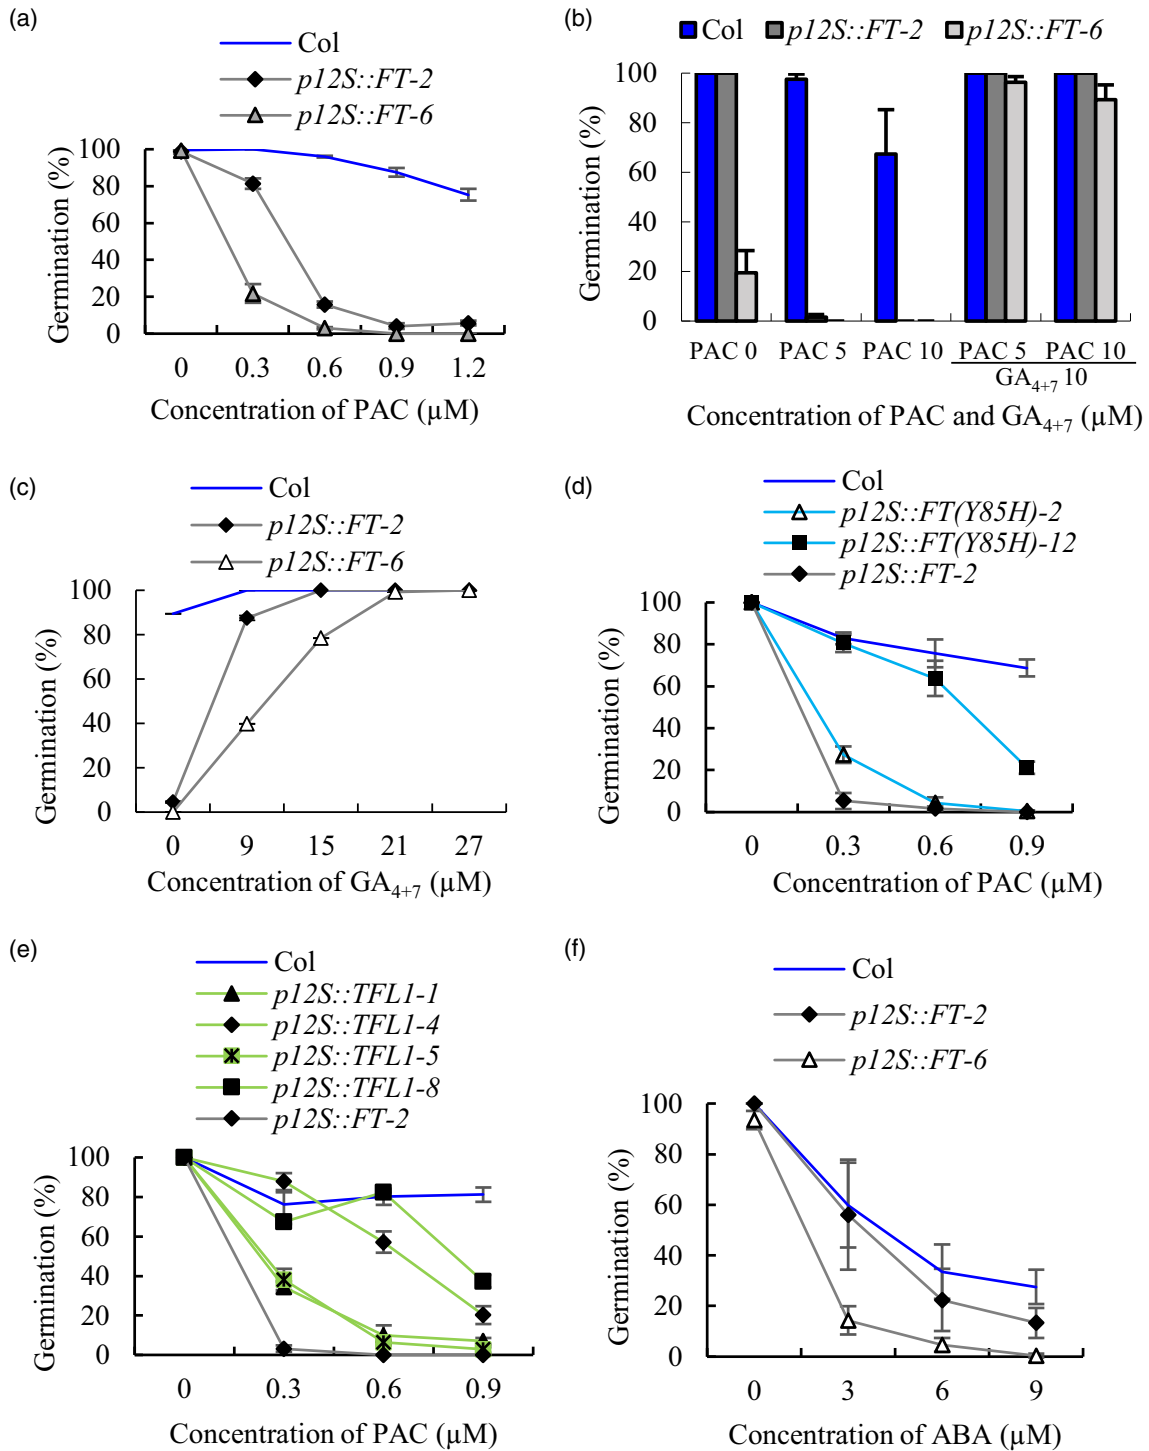 (a)
Col
p12S::FT-2
p12S::FT-6
Germination (%)
100
80
60
40
20
0
0 0.3 0.6 0.9 1.2
Concentration of PAC (µM)
(b)
Col p12S::FT-2 p12S::FT-6
Germination (%)
100
80
60
40
20
0
PAC 0 PAC 5 PAC 10 PAC 5 PAC 10
GA4+7 10
Concentration of PAC and GA4+7 (µM)
(c)
Col
p12S::FT-2
p12S::FT-6
Germination (%)
100
80
60
40
20
0
0 9 15 21 27
Concentration of GA4+7 (µM)
(d)
Col
p12S::FT(Y85H)-2
p12S::FT(Y85H)-12
p12S::FT-2
Germination (%)
100
80
60
40
20
0
0 0.3 0.6 0.9
Concentration of PAC (µM)
(e)
Col
p12S::TFL1-1
p12S::TFL1-4
p12S::TFL1-5
p12S::TFL1-8
p12S::FT-2
Germination (%)
100
80
60
40
20
0
0 0.3 0.6 0.9
Concentration of PAC (µM)
(f)
Col
p12S::FT-2
p12S::FT-6
Germination (%)
100
80
60
40
20
0
0 3 6 9
Concentration of ABA (µM)